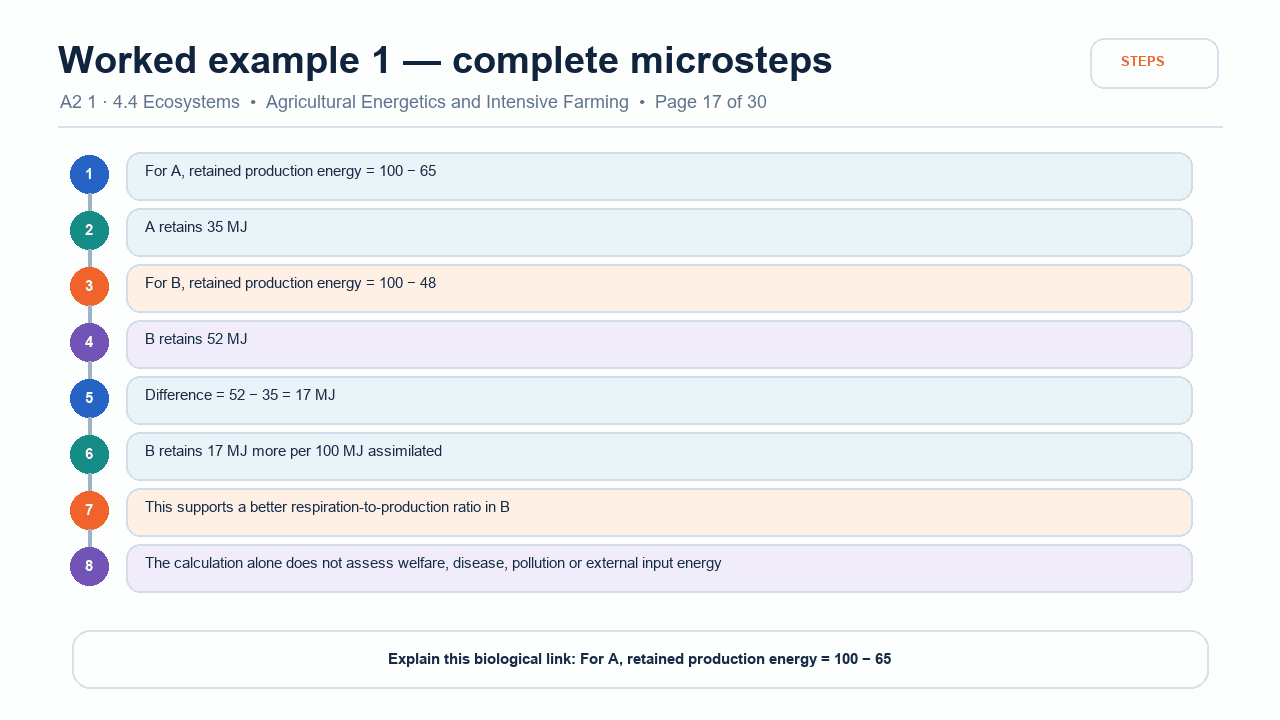 Worked example 1 — complete microsteps
STEPS
A2 1 · 4.4 Ecosystems • Agricultural Energetics and Intensive Farming • Page 17 of 30
1
For A, retained production energy = 100 − 65
2
A retains 35 MJ
3
For B, retained production energy = 100 − 48
4
B retains 52 MJ
5
Difference = 52 − 35 = 17 MJ
6
B retains 17 MJ more per 100 MJ assimilated
7
This supports a better respiration-to-production ratio in B
8
The calculation alone does not assess welfare, disease, pollution or external input energy
Explain this biological link: For A, retained production energy = 100 − 65